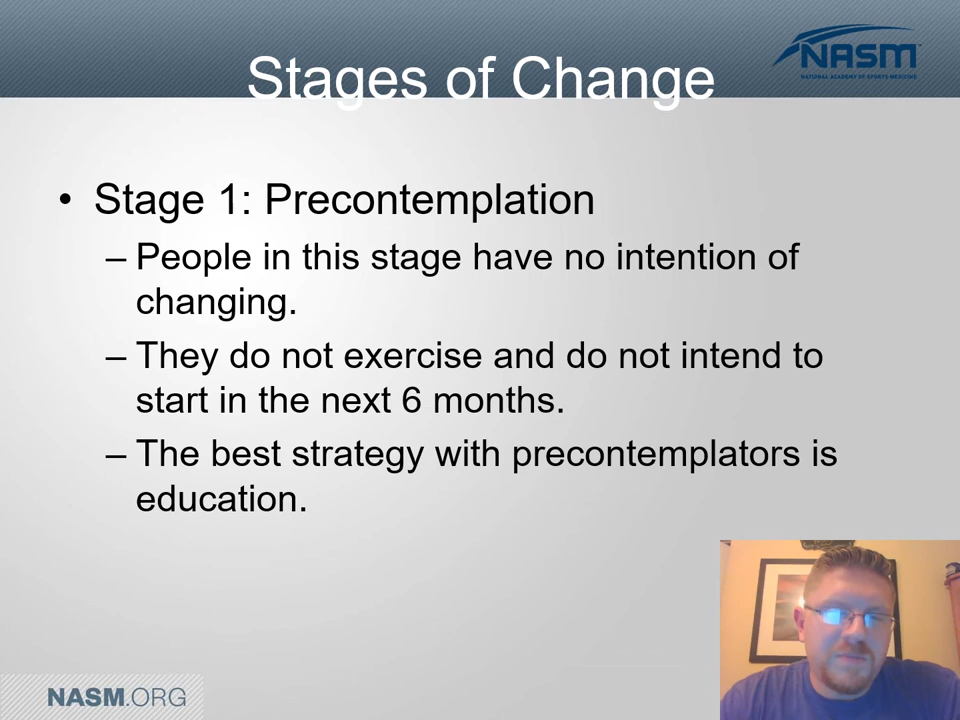 Stages of Change
NASM
NATIONAL ACADEMY OF SPORTS MEDICINE
• Stage 1: Precontemplation
– People in this stage have no intention of
changing.
– They do not exercise and do not intend to
start in the next 6 months.
– The best strategy with precontemplators is
education.
NASM.ORG